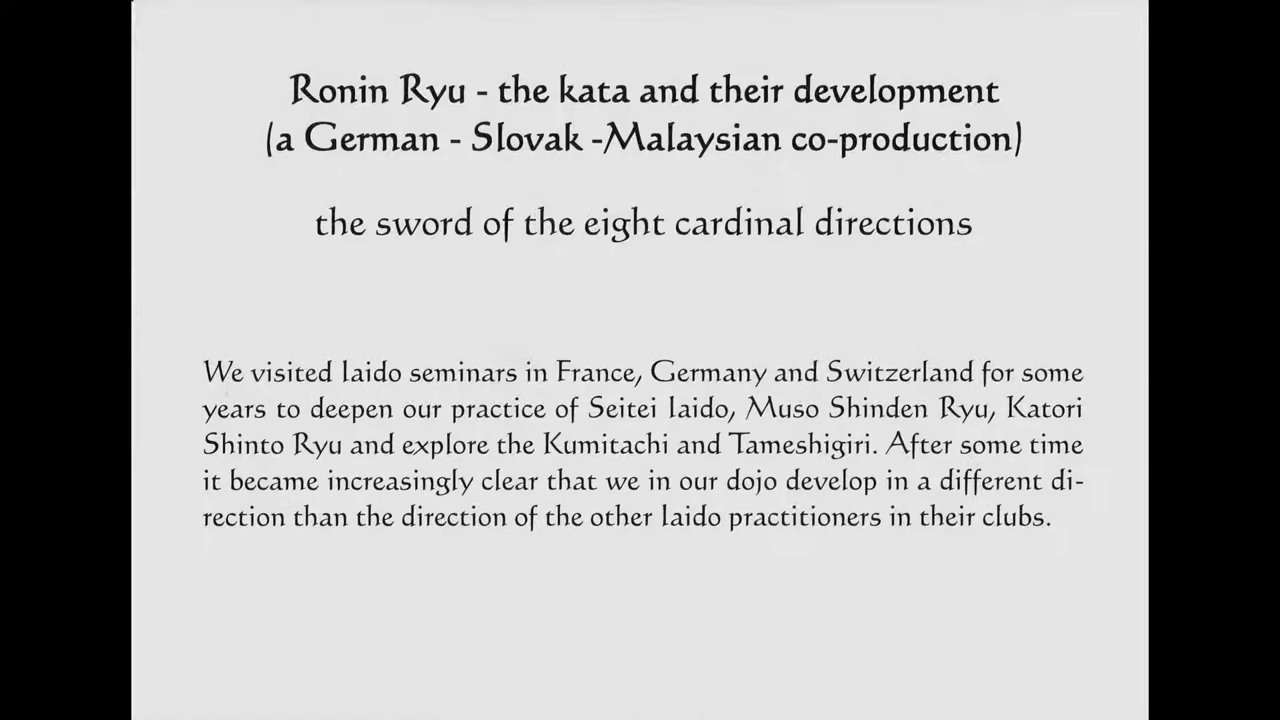 Ronin Ryu - the kata and their development
(a German - Slovak -Malaysian co-production)
the sword of the eight cardinal directions
We visited Iaido seminars in France, Germany and Switzerland for some
years to deepen our practice of Seitei Iaido, Muso Shinden Ryu, Katori
Shinto Ryu and explore the Kumitachi and Tameshigiri. After some time
it became increasingly clear that we in our dojo develop in a different di-
rection than the direction of the other Iaido practitioners in their clubs.